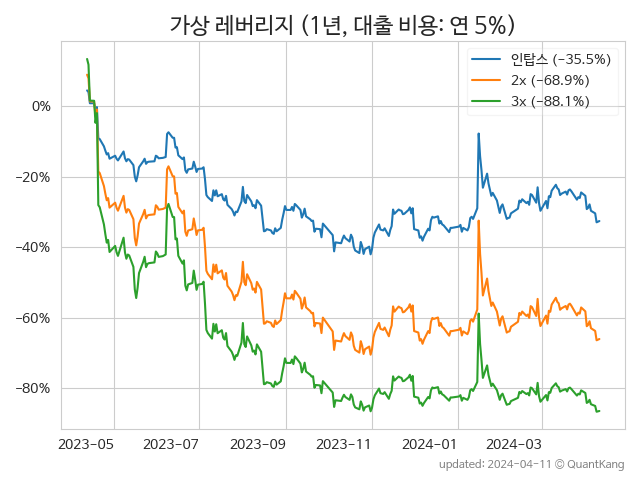 가상 레버리지 (1년, 대출 비용: 연 5%)
인탑스 (−35.5%)
2x (−68.9%)
3x (−88.1%)
0%
−20%
−40%
−60%
−80%
2023-05 2023-07 2023-09 2023-11 2024-01 2024-03
updated: 2024-04-11 © QuantKang